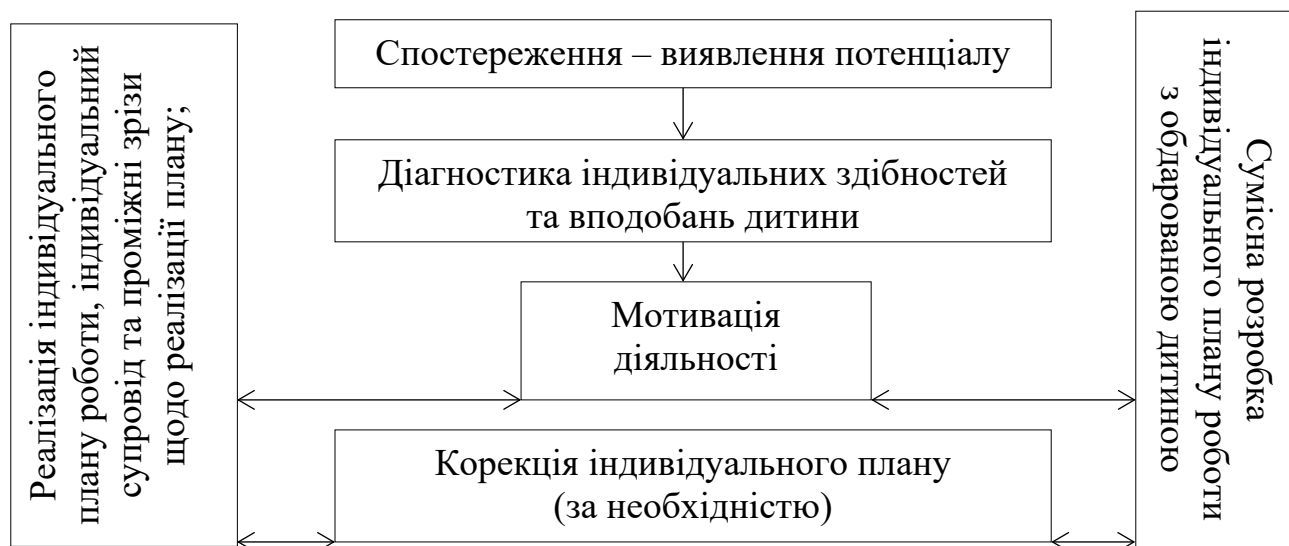 Реалізація індивідуального
плану роботи, індивідуальний
супровід та проміжні зрізи
щодо реалізації плану;
Спостереження – виявлення потенціалу
Діагностика індивідуальних здібностей
та вподобань дитини
Мотивація
діяльності
Корекція індивідуального плану
(за необхідністю)
Сумісна розробка
індивідуального плану роботи
з обдарованою дитиною